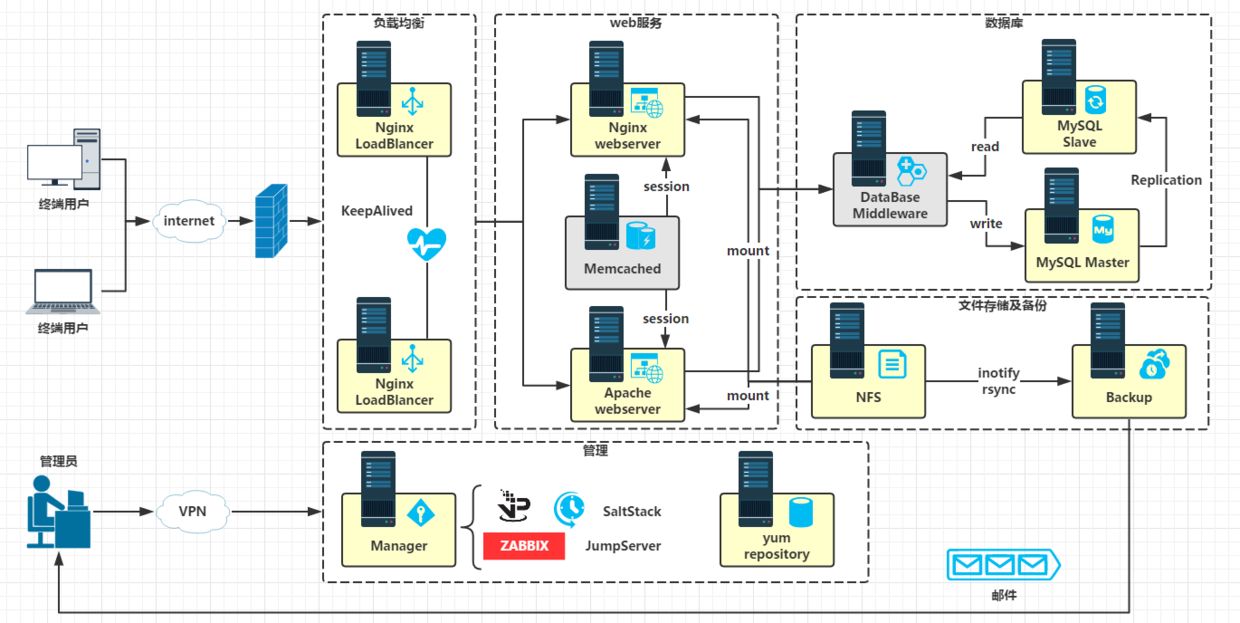 负载均衡
Nginx
LoadBlancer
KeepAlived
Nginx
LoadBlancer
web服务
Nginx
webserver
session
Memcached
session
Apache
webserver
mount
mount
数据库
MySQL
Slave
read
DataBase
Middleware
write
Replication
My
MySQL Master
文件存储及备份
NFS
inotify
rsync
Backup
终端用户
internet
终端用户
管理员
VPN
管理
Manager
VP
SaltStack
ZABBIX
JumpServer
yum
repository
邮件